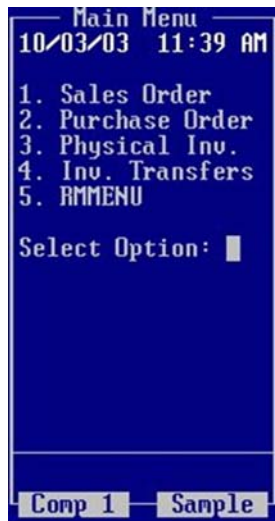 Main Menu
10/03/03 11:39 AM
1. Sales Order
2. Purchase Order
3. Physical Inv.
4. Inv. Transfers
5. RMMENU
Select Option:
Comp 1 Sample